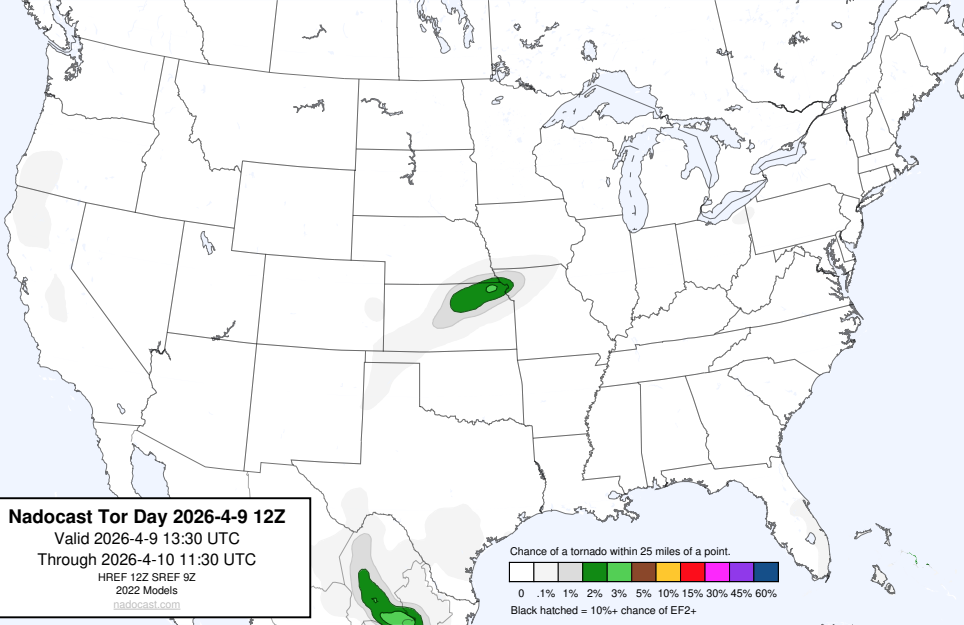 Nadocast Tor Day 2026-4-9 12Z
Valid 2026-4-9 13:30 UTC
Through 2026-4-10 11:30 UTC
HREF 12Z SREF 9Z
2022 Models
nadocast.com
Chance of a tornado within 25 miles of a point.
0 .1% 1% 2% 3% 5% 10% 15% 30% 45% 60%
Black hatched = 10%+ chance of EF2+